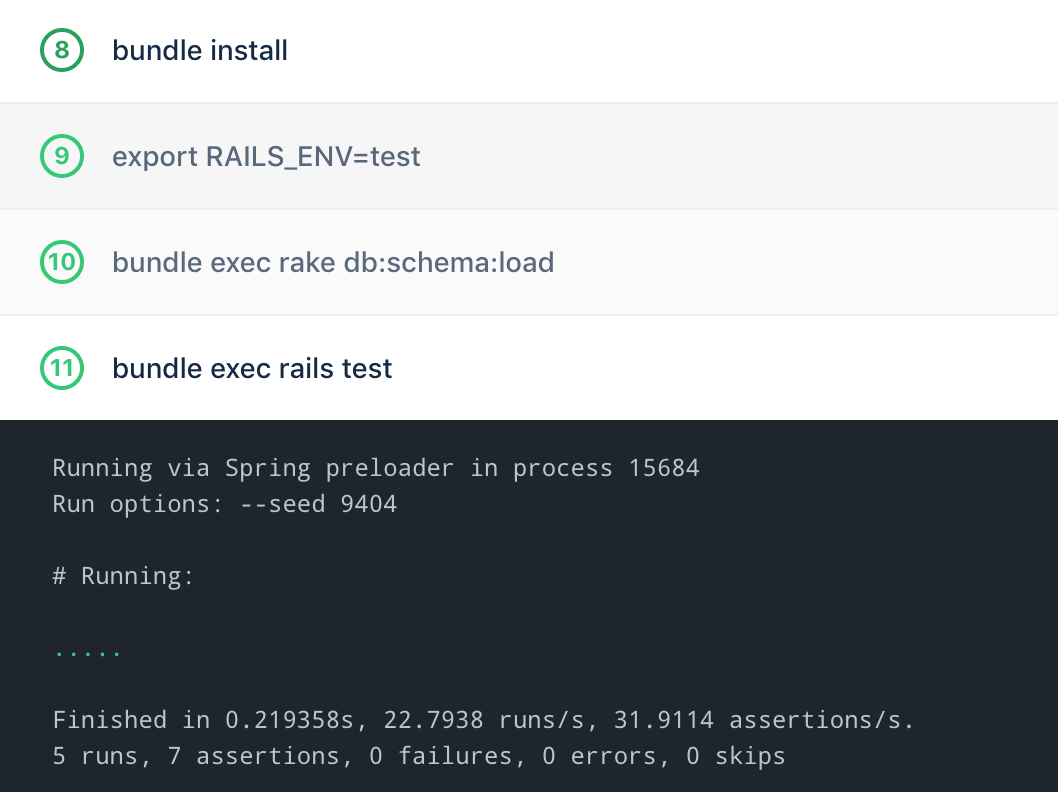 8 bundle install
9 export RAILS_ENV=test
10 bundle exec rake db:schema:load
11 bundle exec rails test
Running via Spring preloader in process 15684
Run options: --seed 9404
# Running:
.....
Finished in 0.219358s, 22.7938 runs/s, 31.9114 assertions/s.
5 runs, 7 assertions, 0 failures, 0 errors, 0 skips